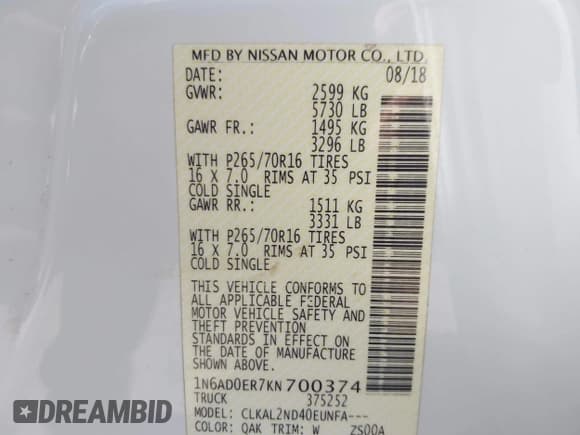 MFD BY NISSAN MOTOR CO., LTD.
DATE: 08/18
GVWR: 2599 KG
5730 LB
GAWR FR.: 1495 KG
3296 LB
WITH P265/70R16 TIRES
16 X 7.0 RIMS AT 35 PSI
COLD SINGLE
GAWR RR.: 1511 KG
3331 LB
WITH P265/70R16 TIRES
16 X 7.0 RIMS AT 35 PSI
COLD SINGLE
THIS VEHICLE CONFORMS TO
ALL APPLICABLE FEDERAL
MOTOR VEHICLE SAFETY AND
THEFT PREVENTION
STANDARDS IN EFFECT ON
THE DATE OF MANUFACTURE
SHOWN ABOVE.
1N6AD0ER7KN700374
TRUCK 375252
MODEL: CLKAL2ND40EUNFA---
COLOR: QAK TRIM: W ZS00A
© DealerCenter Auction